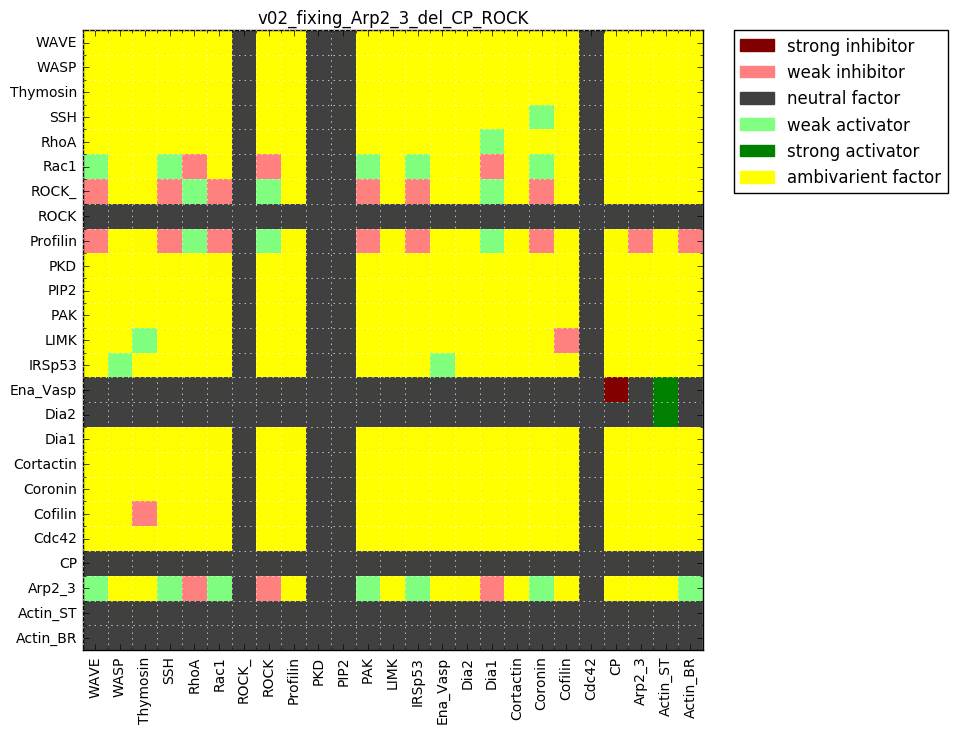 v02_fixing_Arp2_3_del_CP_ROCK
WAVE
WASP
Thymosin
SSH
RhoA
Rac1
ROCK_
ROCK
Profilin
PKD
PIP2
PAK
LIMK
IRSp53
Ena_Vasp
Dia2
Dia1
Cortactin
Coronin
Cofilin
Cdc42
CP
Arp2_3
Actin_ST
Actin_BR
WAVE
WASP
Thymosin
SSH
RhoA
Rac1
ROCK_
ROCK
Profilin
PKD
PIP2
PAK
LIMK
IRSp53
Ena_Vasp
Dia2
Dia1
Cortactin
Coronin
Cofilin
Cdc42
CP
Arp2_3
Actin_ST
Actin_BR
strong inhibitor
weak inhibitor
neutral factor
weak activator
strong activator
ambivarient factor